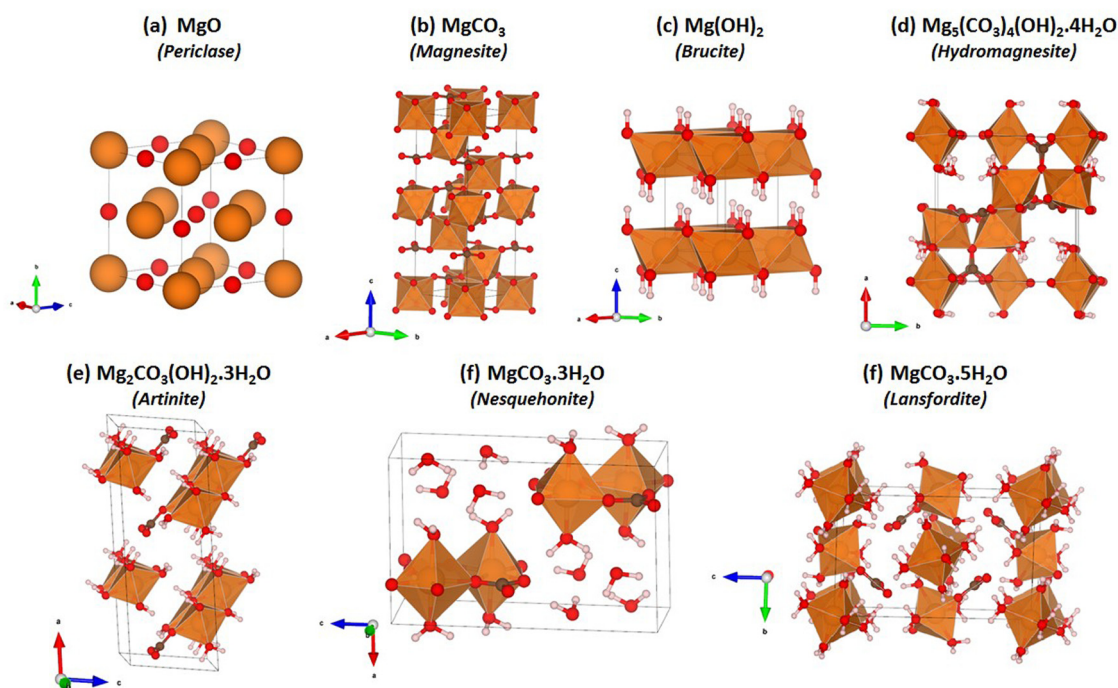 (a) MgO
(Periclase)
(b) MgCO₃
(Magnesite)
(c) Mg(OH)₂
(Brucite)
(d) Mg₅(CO₃)₄(OH)₂.4H₂O
(Hydromagnesite)
b
a
c
c
a
b
c
a
b
a
b
(e) Mg₂CO₃(OH)₂.3H₂O
(Artinite)
(f) MgCO₃.3H₂O
(Nesquehonite)
(f) MgCO₃.5H₂O
(Lansfordite)
a
b
c
c
b
a
c
b